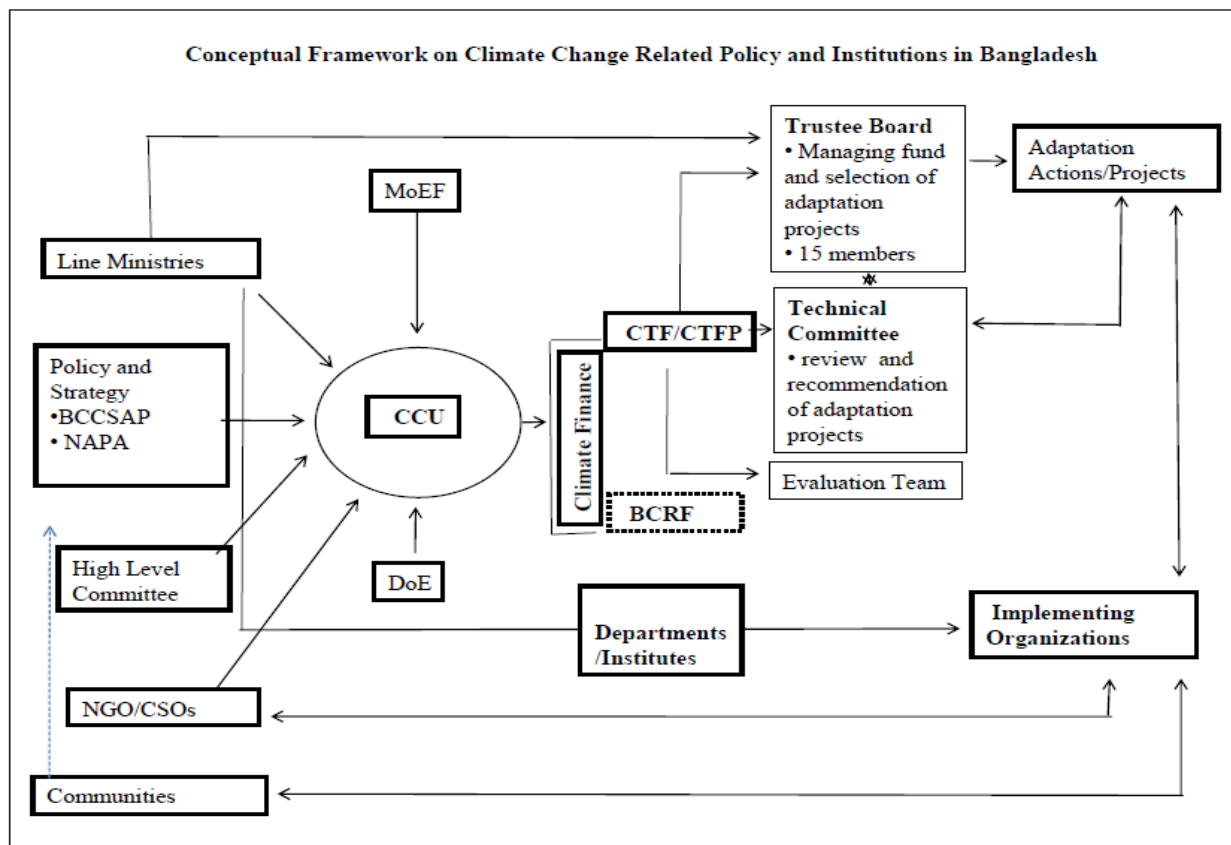 Conceptual Framework on Climate Change Related Policy and Institutions in Bangladesh
Trustee Board
• Managing fund
and selection of
adaptation
projects
• 15 members
Adaptation
Actions/Projects
MoEF
Line Ministries
CTF/CTFP
Technical
Committee
• review and
recommendation
of adaptation
projects
Policy and
Strategy
•BCCSAP
• NAPA
CCU
Climate Finance
Evaluation Team
BCRF
High Level
Committee
DoE
Departments
/Institutes
Implementing
Organizations
NGO/CSOs
Communities